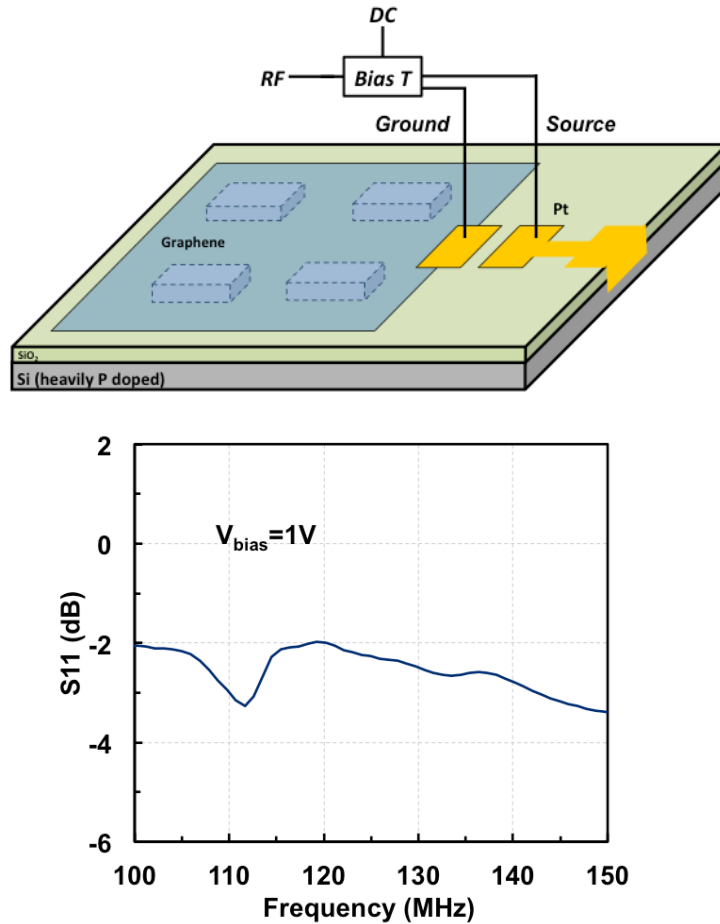 DC
RF
Bias T
Ground
Source
Pt
Graphene
SiO₂
Si (heavily P doped)
2
V_bias=1V
0
-2
S11 (dB)
-4
-6
100 110 120 130 140 150
Frequency (MHz)